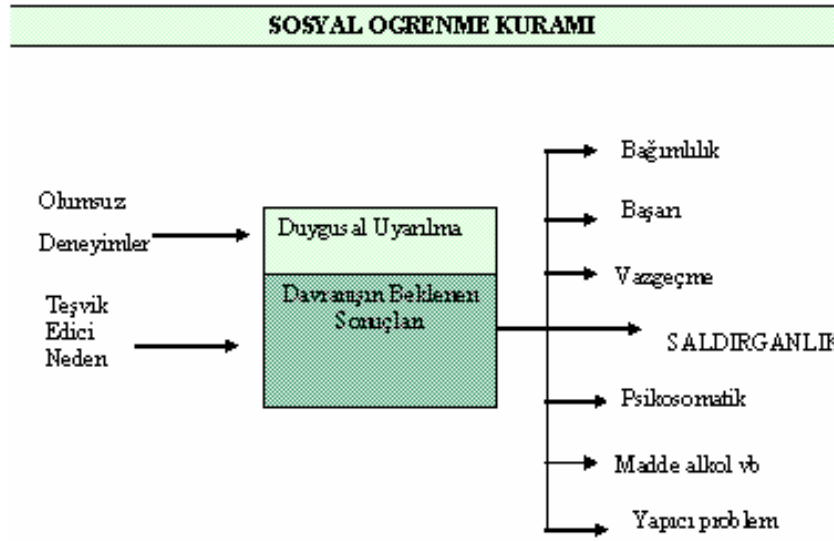 SOSYAL OGRENME KURAMI
Olumsuz
Deneyimler
Teşvik
Edici
Neden
Duygusal Uyarılma
Davranışın Beklenen
Sonuçları
Bağımlılık
Başarı
Vazgeçme
SALDIRGANLIK
Psikosomatik
Madde alkol vb
Yapıcı problem